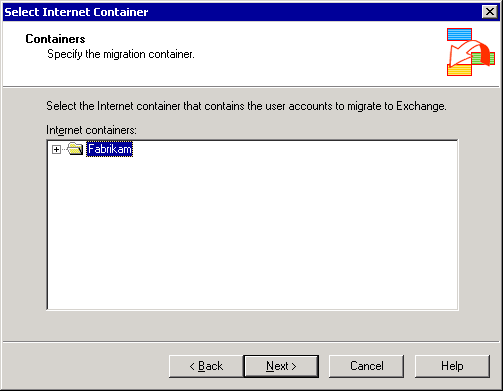 Select Internet Container
Containers
Specify the migration container.
Select the Internet container that contains the user accounts to migrate to Exchange.
Internet containers:
Fabrikam
< Back
Next >
Cancel
Help